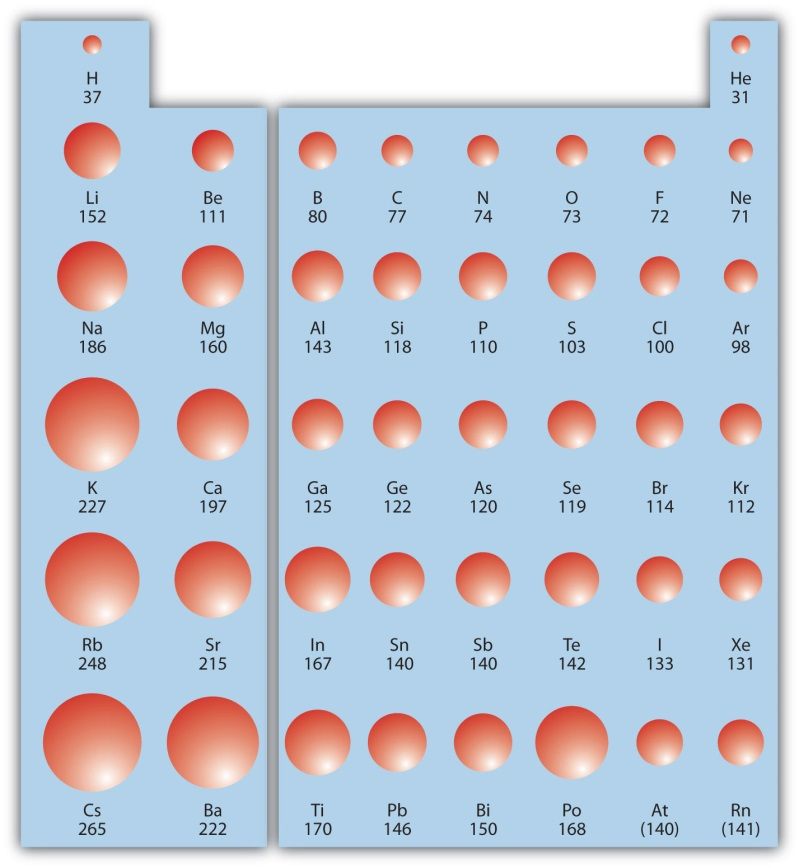 H He
37 31
Li Be B C N O F Ne
152 111 80 77 74 73 72 71
Na Mg Al Si P S Cl Ar
186 160 143 118 110 103 100 98
K Ca Ga Ge As Se Br Kr
227 197 125 122 120 119 114 112
Rb Sr In Sn Sb Te I Xe
248 215 167 140 140 142 133 131
Cs Ba Ti Pb Bi Po At Rn
265 222 170 146 150 168 (140) (141)